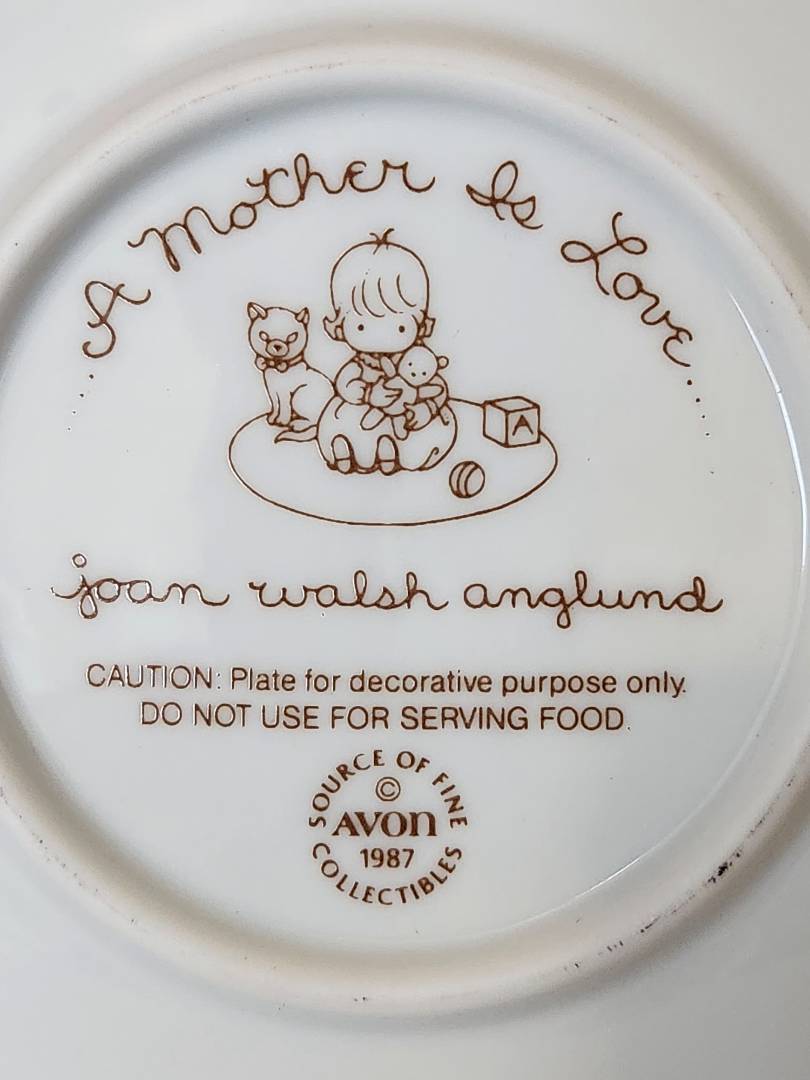 ...A Mother Is Love...
A
joan walsh anglund
CAUTION: Plate for decorative purpose only.
DO NOT USE FOR SERVING FOOD.
SOURCE OF FINE
©
AVON
1987
COLLECTIBLES